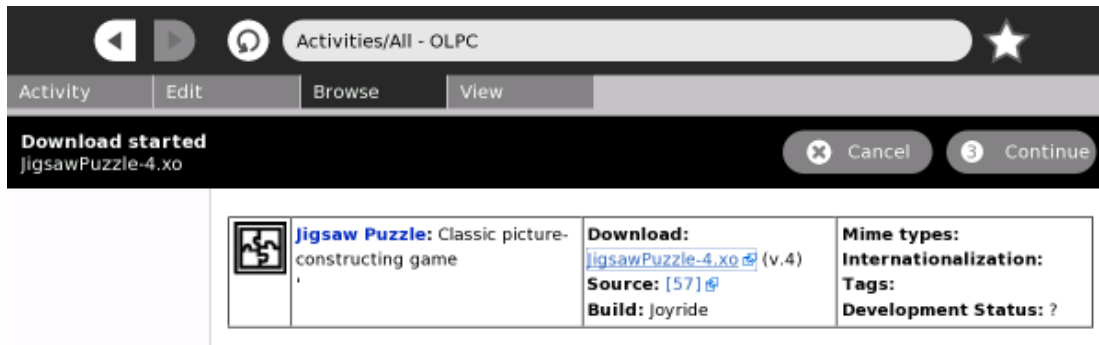 Activities/All - OLPC
Activity Edit Browse View
Download started
JigsawPuzzle-4.xo
Cancel
3 Continue
Jigsaw Puzzle: Classic picture-
constructing game
'
Download:
JigsawPuzzle-4.xo (v.4)
Source: [57]
Build: Joyride
Mime types:
Internationalization:
Tags:
Development Status: ?